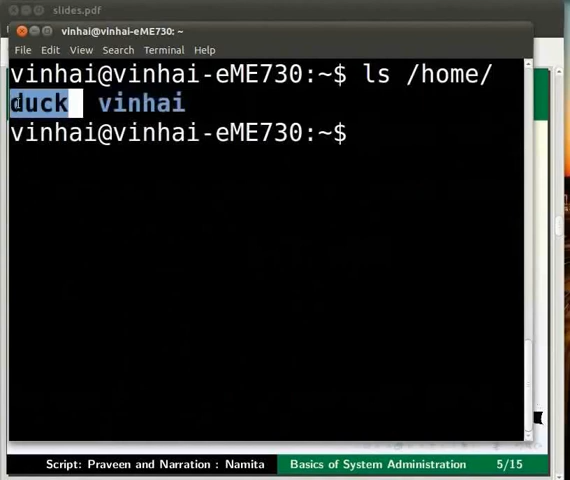 slides.pdf
vinhai@vinhai-eME730: ~
File Edit View Search Terminal Help
vinhai@vinhai-eME730:~$ ls /home/
duck vinhai
vinhai@vinhai-eME730:~$
Script: Praveen and Narration : Namita Basics of System Administration 5/15